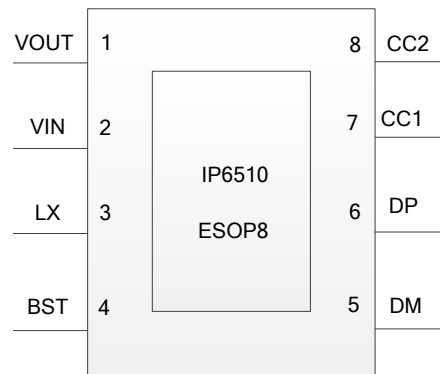 VOUT 1 8 CC2
VIN 2 7 CC1
IP6510
LX 3 6 DP
ESOP8
BST 4 5 DM